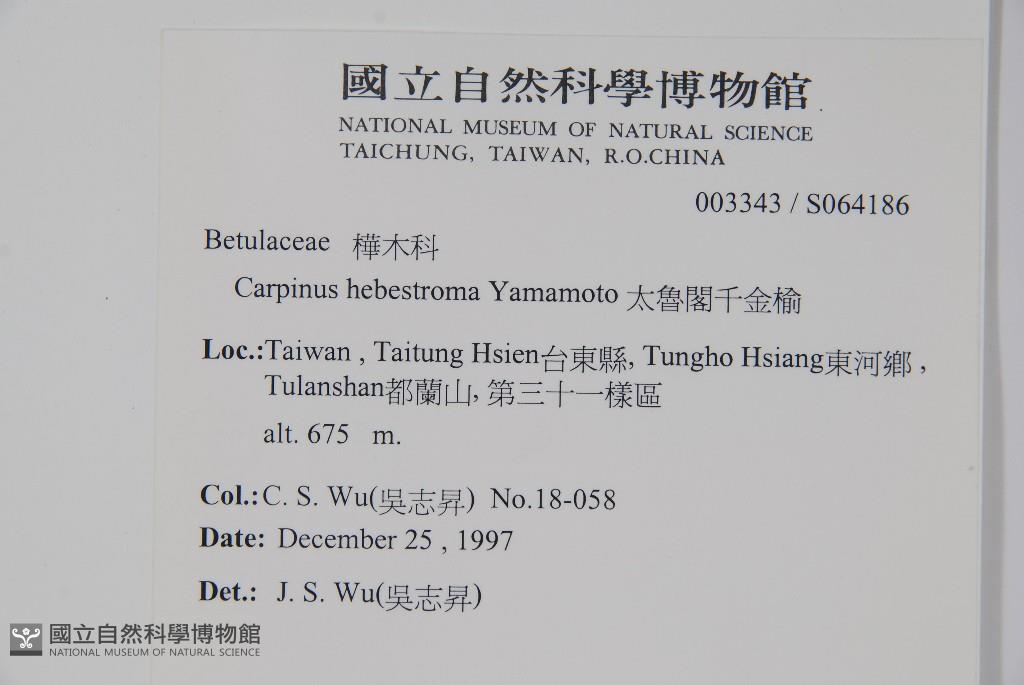 國立自然科學博物館
NATIONAL MUSEUM OF NATURAL SCIENCE
TAICHUNG, TAIWAN, R.O.CHINA
003343 / S064186
Betulaceae 樺木科
Carpinus hebestroma Yamamoto 太魯閣千金榆
Loc.:Taiwan , Taitung Hsien台東縣, Tungho Hsiang東河鄉 ,
Tulanshan都蘭山, 第三十一樣區
alt. 675 m.
Col.: C. S. Wu(吳志昇) No.18-058
Date: December 25 , 1997
Det.: J. S. Wu(吳志昇)
國立自然科學博物館
NATIONAL MUSEUM OF NATURAL SCIENCE